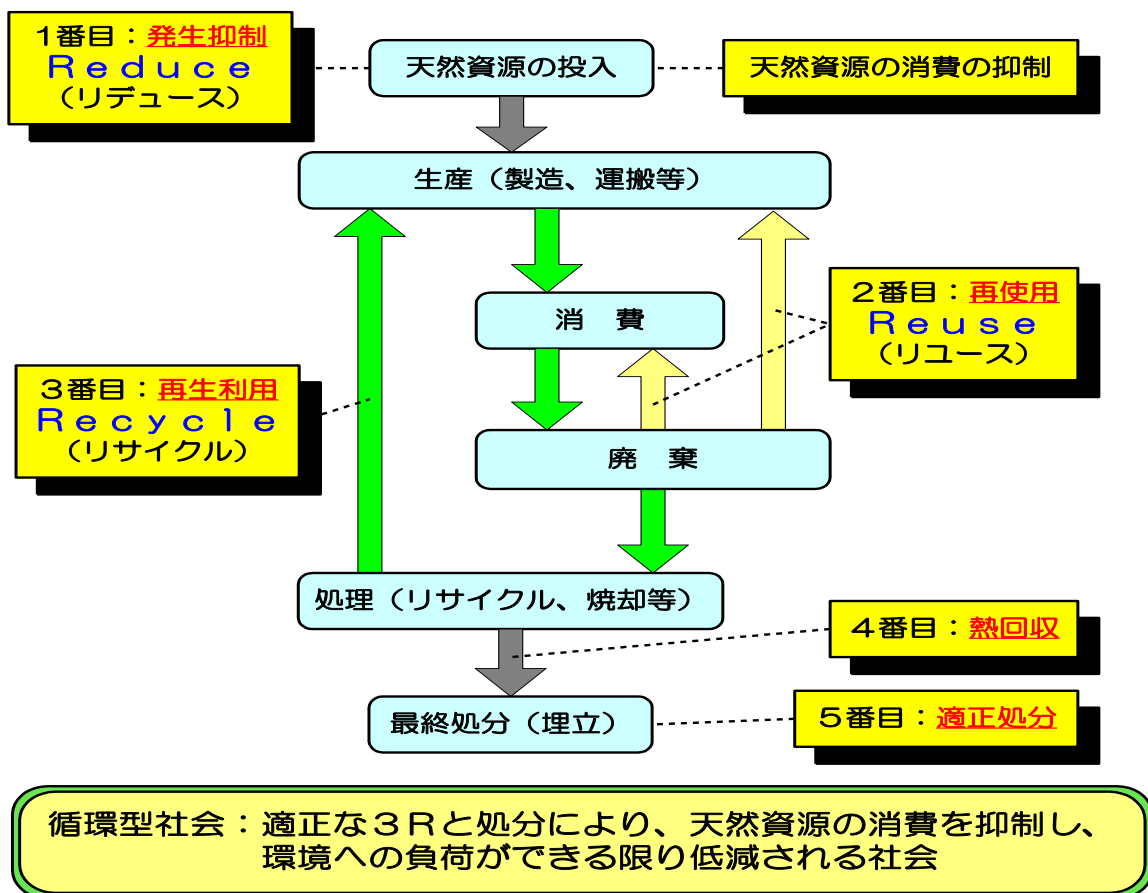 1番目：発生抑制
Ｒｅｄｕｃｅ
（リデュース）
天然資源の投入
天然資源の消費の抑制
生産（製造、運搬等）
消　費
2番目：再使用
Ｒｅｕｓｅ
（リユース）
3番目：再生利用
Ｒｅｃｙｃｌｅ
（リサイクル）
廃　棄
処理（リサイクル、焼却等）
4番目：熱回収
最終処分（埋立）
5番目：適正処分
循環型社会：適正な３Ｒと処分により、天然資源の消費を抑制し、
環境への負荷ができる限り低減される社会